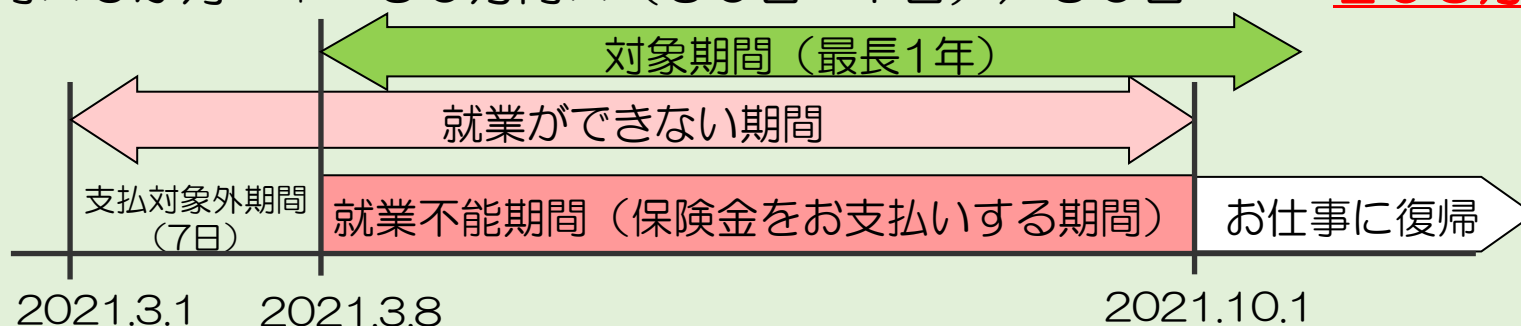 対象期間（最長1年）
就業ができない期間
支払対象外期間
（7日）
就業不能期間（保険金をお支払いする期間）
お仕事に復帰
2021.3.1
2021.3.8
2021.10.1